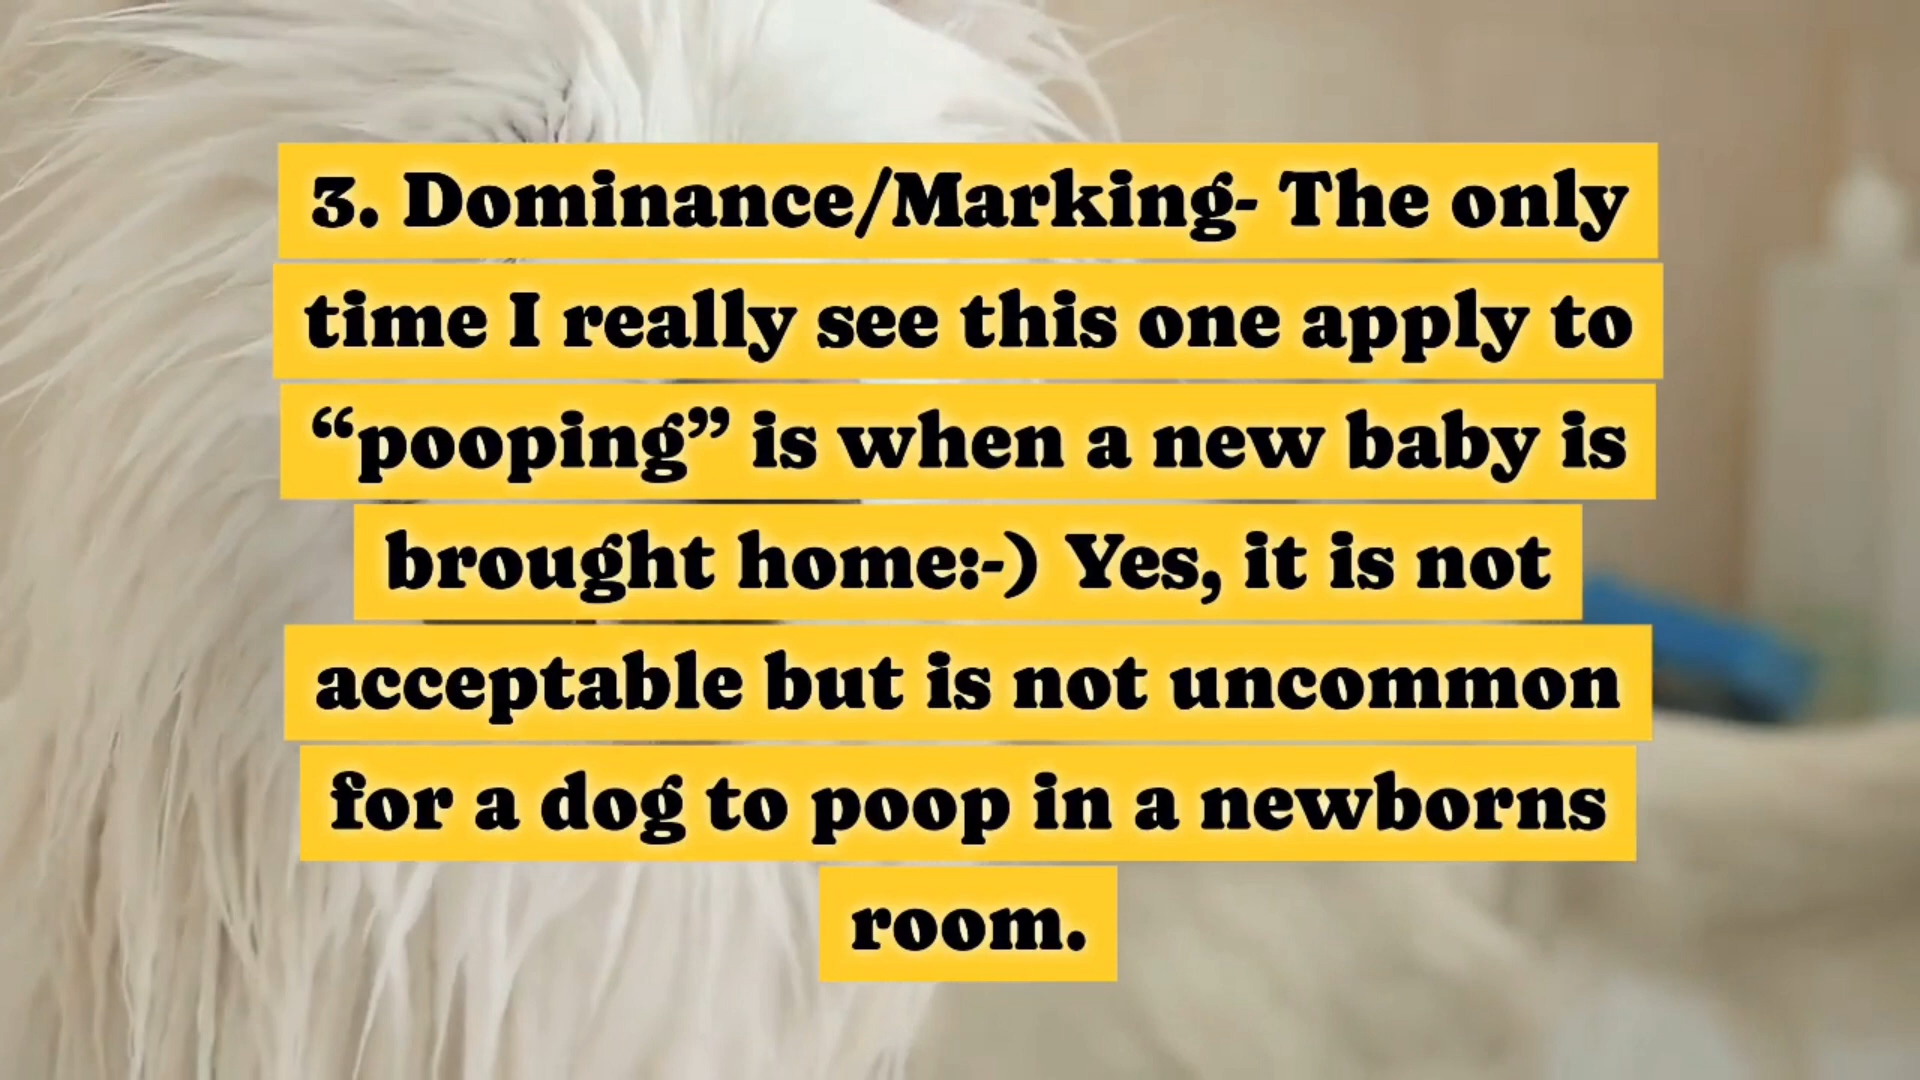 3. Dominance/Marking- The only
time I really see this one apply to
“pooping” is when a new baby is
brought home:-) Yes, it is not
acceptable but is not uncommon
for a dog to poop in a newborns
room.